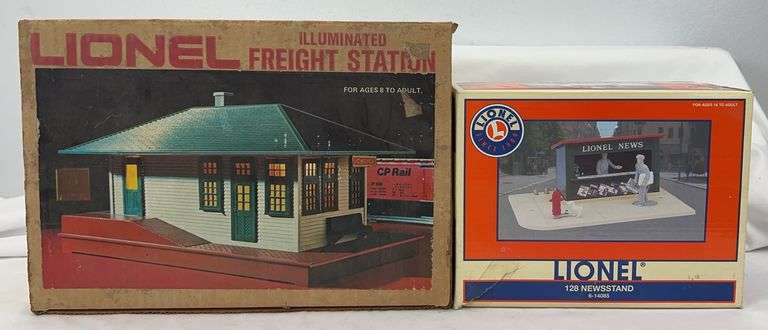 LIONEL
ILLUMINATED
FREIGHT STATION
FOR AGES 8 TO ADULT.
CP Rail
LIONEL
SINCE 1900
FOR AGES 14 TO ADULT
LIONEL NEWS
LIONEL®
128 NEWSSTAND
6-14085